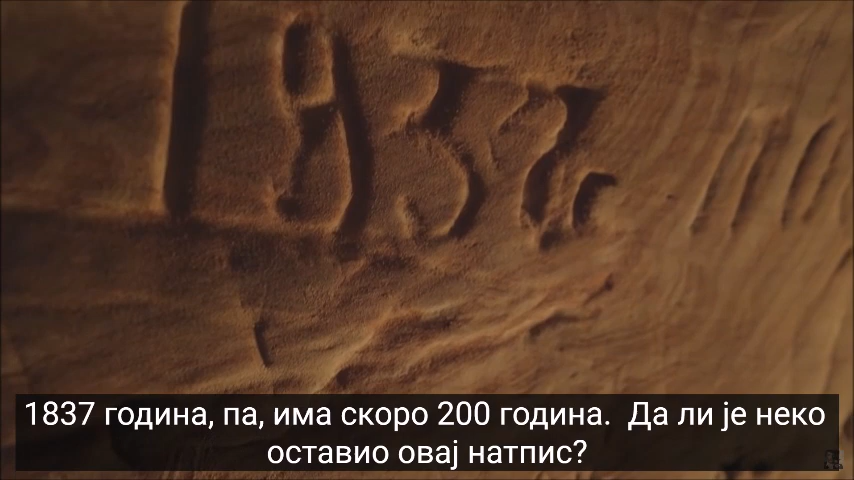 1837 година, па, има скоро 200 година. Да ли је неко
оставио овај натпис?